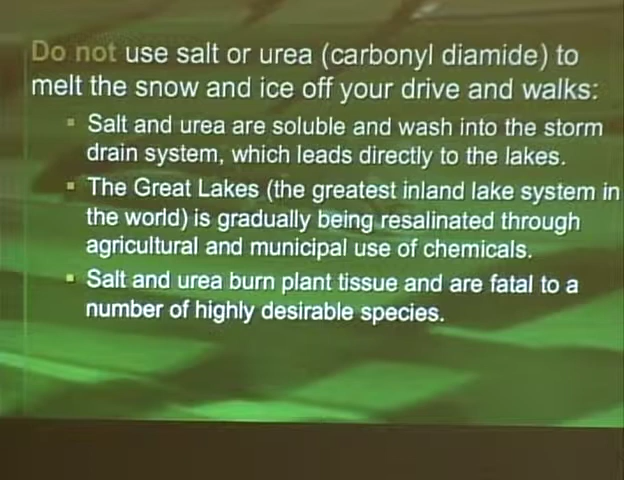 Do not use salt or urea (carbonyl diamide) to
melt the snow and ice off your drive and walks:
▪ Salt and urea are soluble and wash into the storm
drain system, which leads directly to the lakes.
▪ The Great Lakes (the greatest inland lake system in
the world) is gradually being resalinated through
agricultural and municipal use of chemicals.
▪ Salt and urea burn plant tissue and are fatal to a
number of highly desirable species.